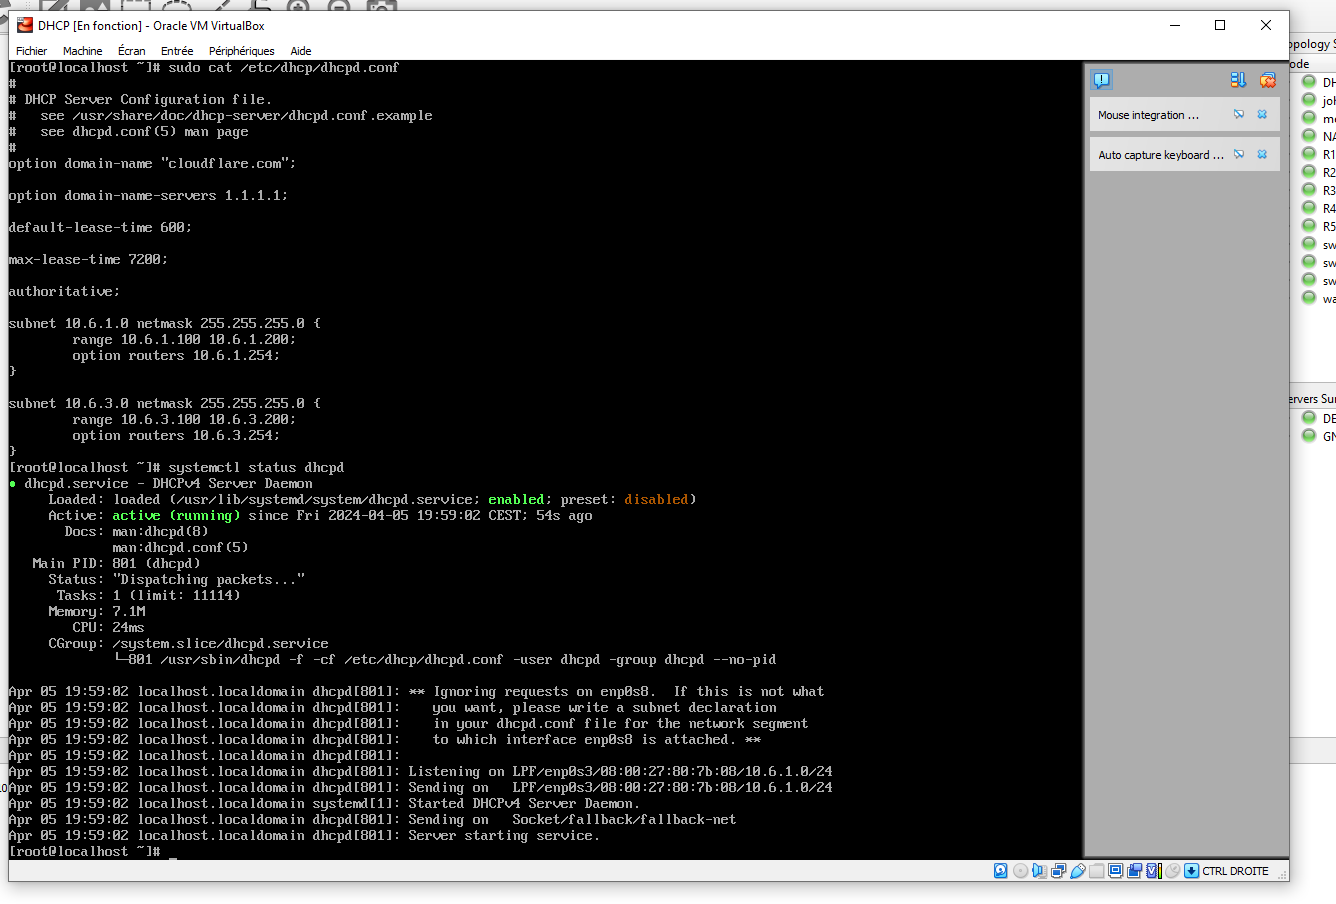 DHCP [En fonction] - Oracle VM VirtualBox
Fichier Machine Écran Entrée Périphériques Aide
[root@localhost ~]# sudo cat /etc/dhcp/dhcpd.conf
#
# DHCP Server Configuration file.
#   see /usr/share/doc/dhcp-server/dhcpd.conf.example
#   see dhcpd.conf(5) man page
#
option domain-name "cloudflare.com";
option domain-name-servers 1.1.1.1;
default-lease-time 600;
max-lease-time 7200;
authoritative;
subnet 10.6.1.0 netmask 255.255.255.0 {
range 10.6.1.100 10.6.1.200;
option routers 10.6.1.254;
}
subnet 10.6.3.0 netmask 255.255.255.0 {
range 10.6.3.100 10.6.3.200;
option routers 10.6.3.254;
}
[root@localhost ~]# systemctl status dhcpd
● dhcpd.service - DHCPv4 Server Daemon
Loaded: loaded (/usr/lib/systemd/system/dhcpd.service; enabled; preset: disabled)
Active: active (running) since Fri 2024-04-05 19:59:02 CEST; 54s ago
Docs: man:dhcpd(8)
man:dhcpd.conf(5)
Main PID: 801 (dhcpd)
Status: "Dispatching packets..."
Tasks: 1 (limit: 11114)
Memory: 7.1M
CPU: 24ms
CGroup: /system.slice/dhcpd.service
└─801 /usr/sbin/dhcpd -f -cf /etc/dhcp/dhcpd.conf -user dhcpd -group dhcpd --no-pid
Apr 05 19:59:02 localhost.localdomain dhcpd[801]: ** Ignoring requests on enp0s8.  If this is not what
Apr 05 19:59:02 localhost.localdomain dhcpd[801]:    you want, please write a subnet declaration
Apr 05 19:59:02 localhost.localdomain dhcpd[801]:    in your dhcpd.conf file for the network segment
Apr 05 19:59:02 localhost.localdomain dhcpd[801]:    to which interface enp0s8 is attached. **
Apr 05 19:59:02 localhost.localdomain dhcpd[801]:
Apr 05 19:59:02 localhost.localdomain dhcpd[801]: Listening on LPF/enp0s3/08:00:27:80:7b:08/10.6.1.0/24
Apr 05 19:59:02 localhost.localdomain dhcpd[801]: Sending on   LPF/enp0s3/08:00:27:80:7b:08/10.6.1.0/24
Apr 05 19:59:02 localhost.localdomain systemd[1]: Started DHCPv4 Server Daemon.
Apr 05 19:59:02 localhost.localdomain dhcpd[801]: Sending on   Socket/fallback/fallback-net
Apr 05 19:59:02 localhost.localdomain dhcpd[801]: Server starting service.
[root@localhost ~]# _
Mouse integration ...
Auto capture keyboard ...
CTRL DROITE
opology S
ode
DH
joh
me
NA
R1
R2
R3
R4
R5
sw
sw
sw
wa
ervers Sur
DE
GN